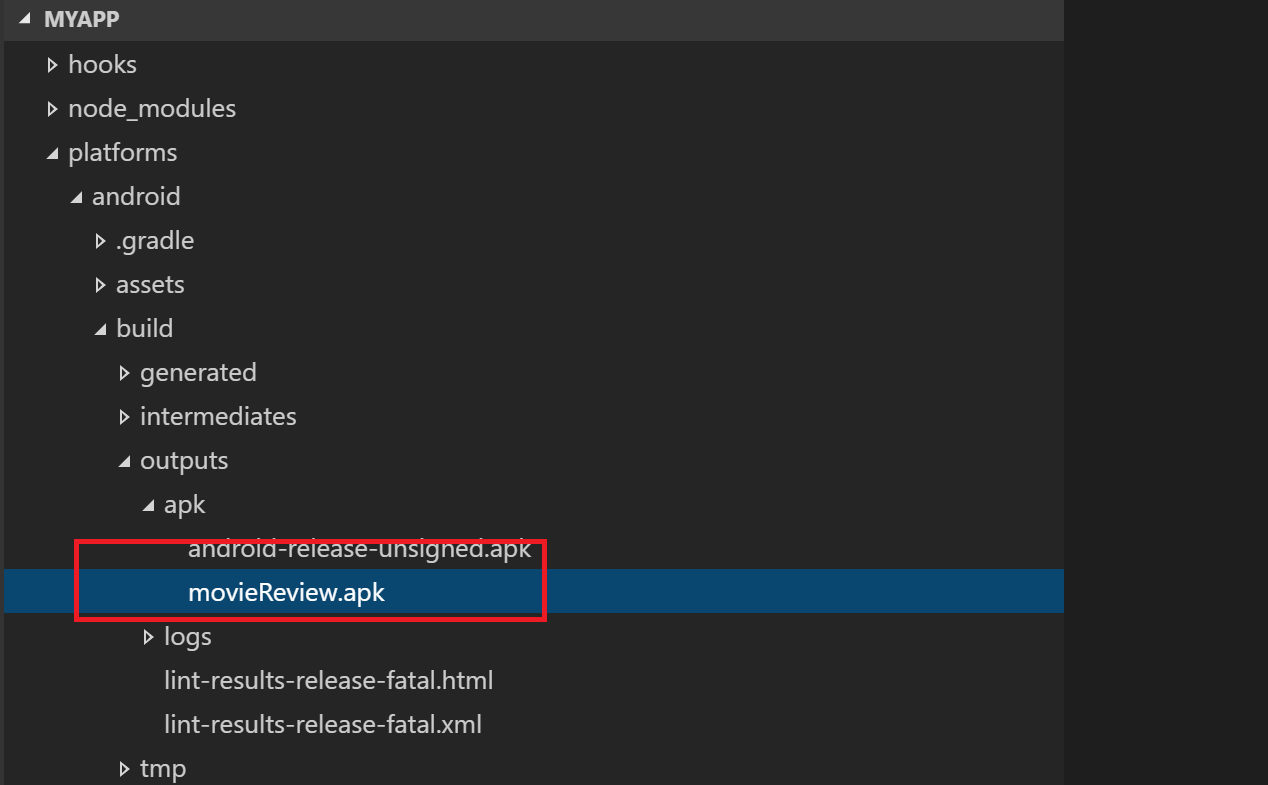 MYAPP
hooks
node_modules
platforms
android
.gradle
assets
build
generated
intermediates
outputs
apk
android-release-unsigned.apk
movieReview.apk
logs
lint-results-release-fatal.html
lint-results-release-fatal.xml
tmp